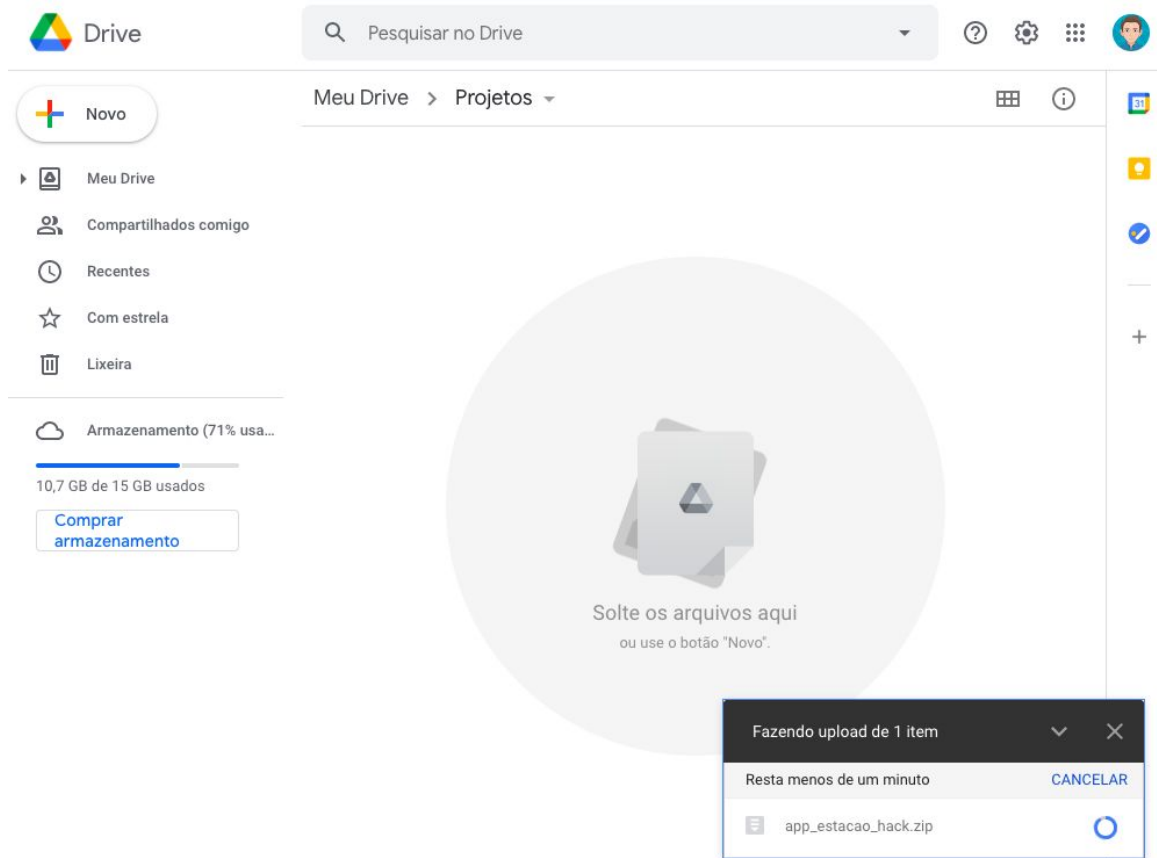 Drive
Pesquisar no Drive
Novo
Meu Drive > Projetos
31
Meu Drive
Compartilhados comigo
Recentes
Com estrela
Lixeira
Armazenamento (71% usa...
10,7 GB de 15 GB usados
Comprar
armazenamento
Solte os arquivos aqui
ou use o botão "Novo".
Fazendo upload de 1 item
Resta menos de um minuto CANCELAR
app_estacao_hack.zip